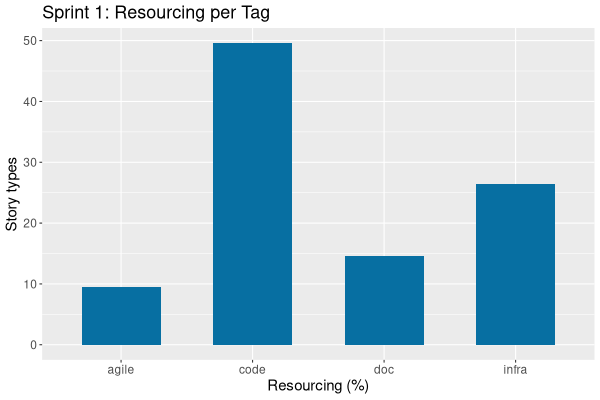 Sprint 1: Resourcing per Tag
Story types
50
40
30
20
10
0
agile code doc infra
Resourcing (%)